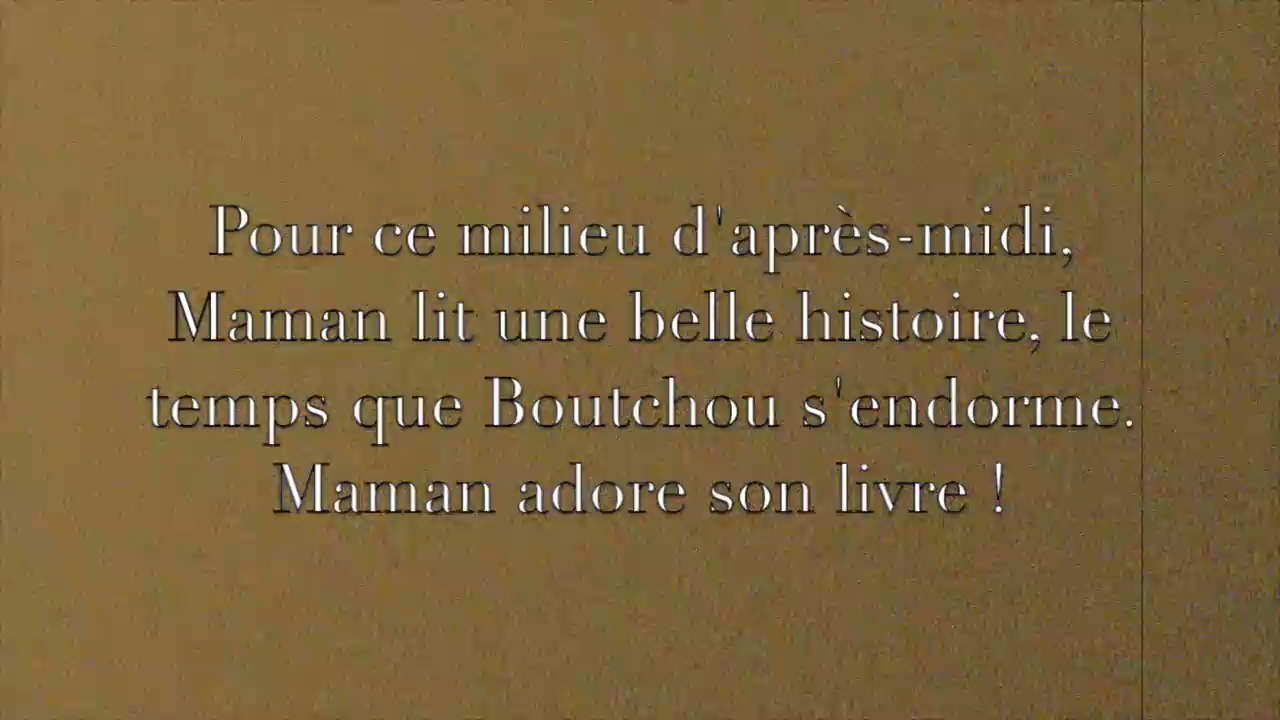 Pour ce milieu d'après-midi,
Maman lit une belle histoire, le
temps que Boutchou s'endorme.
Maman adore son livre !